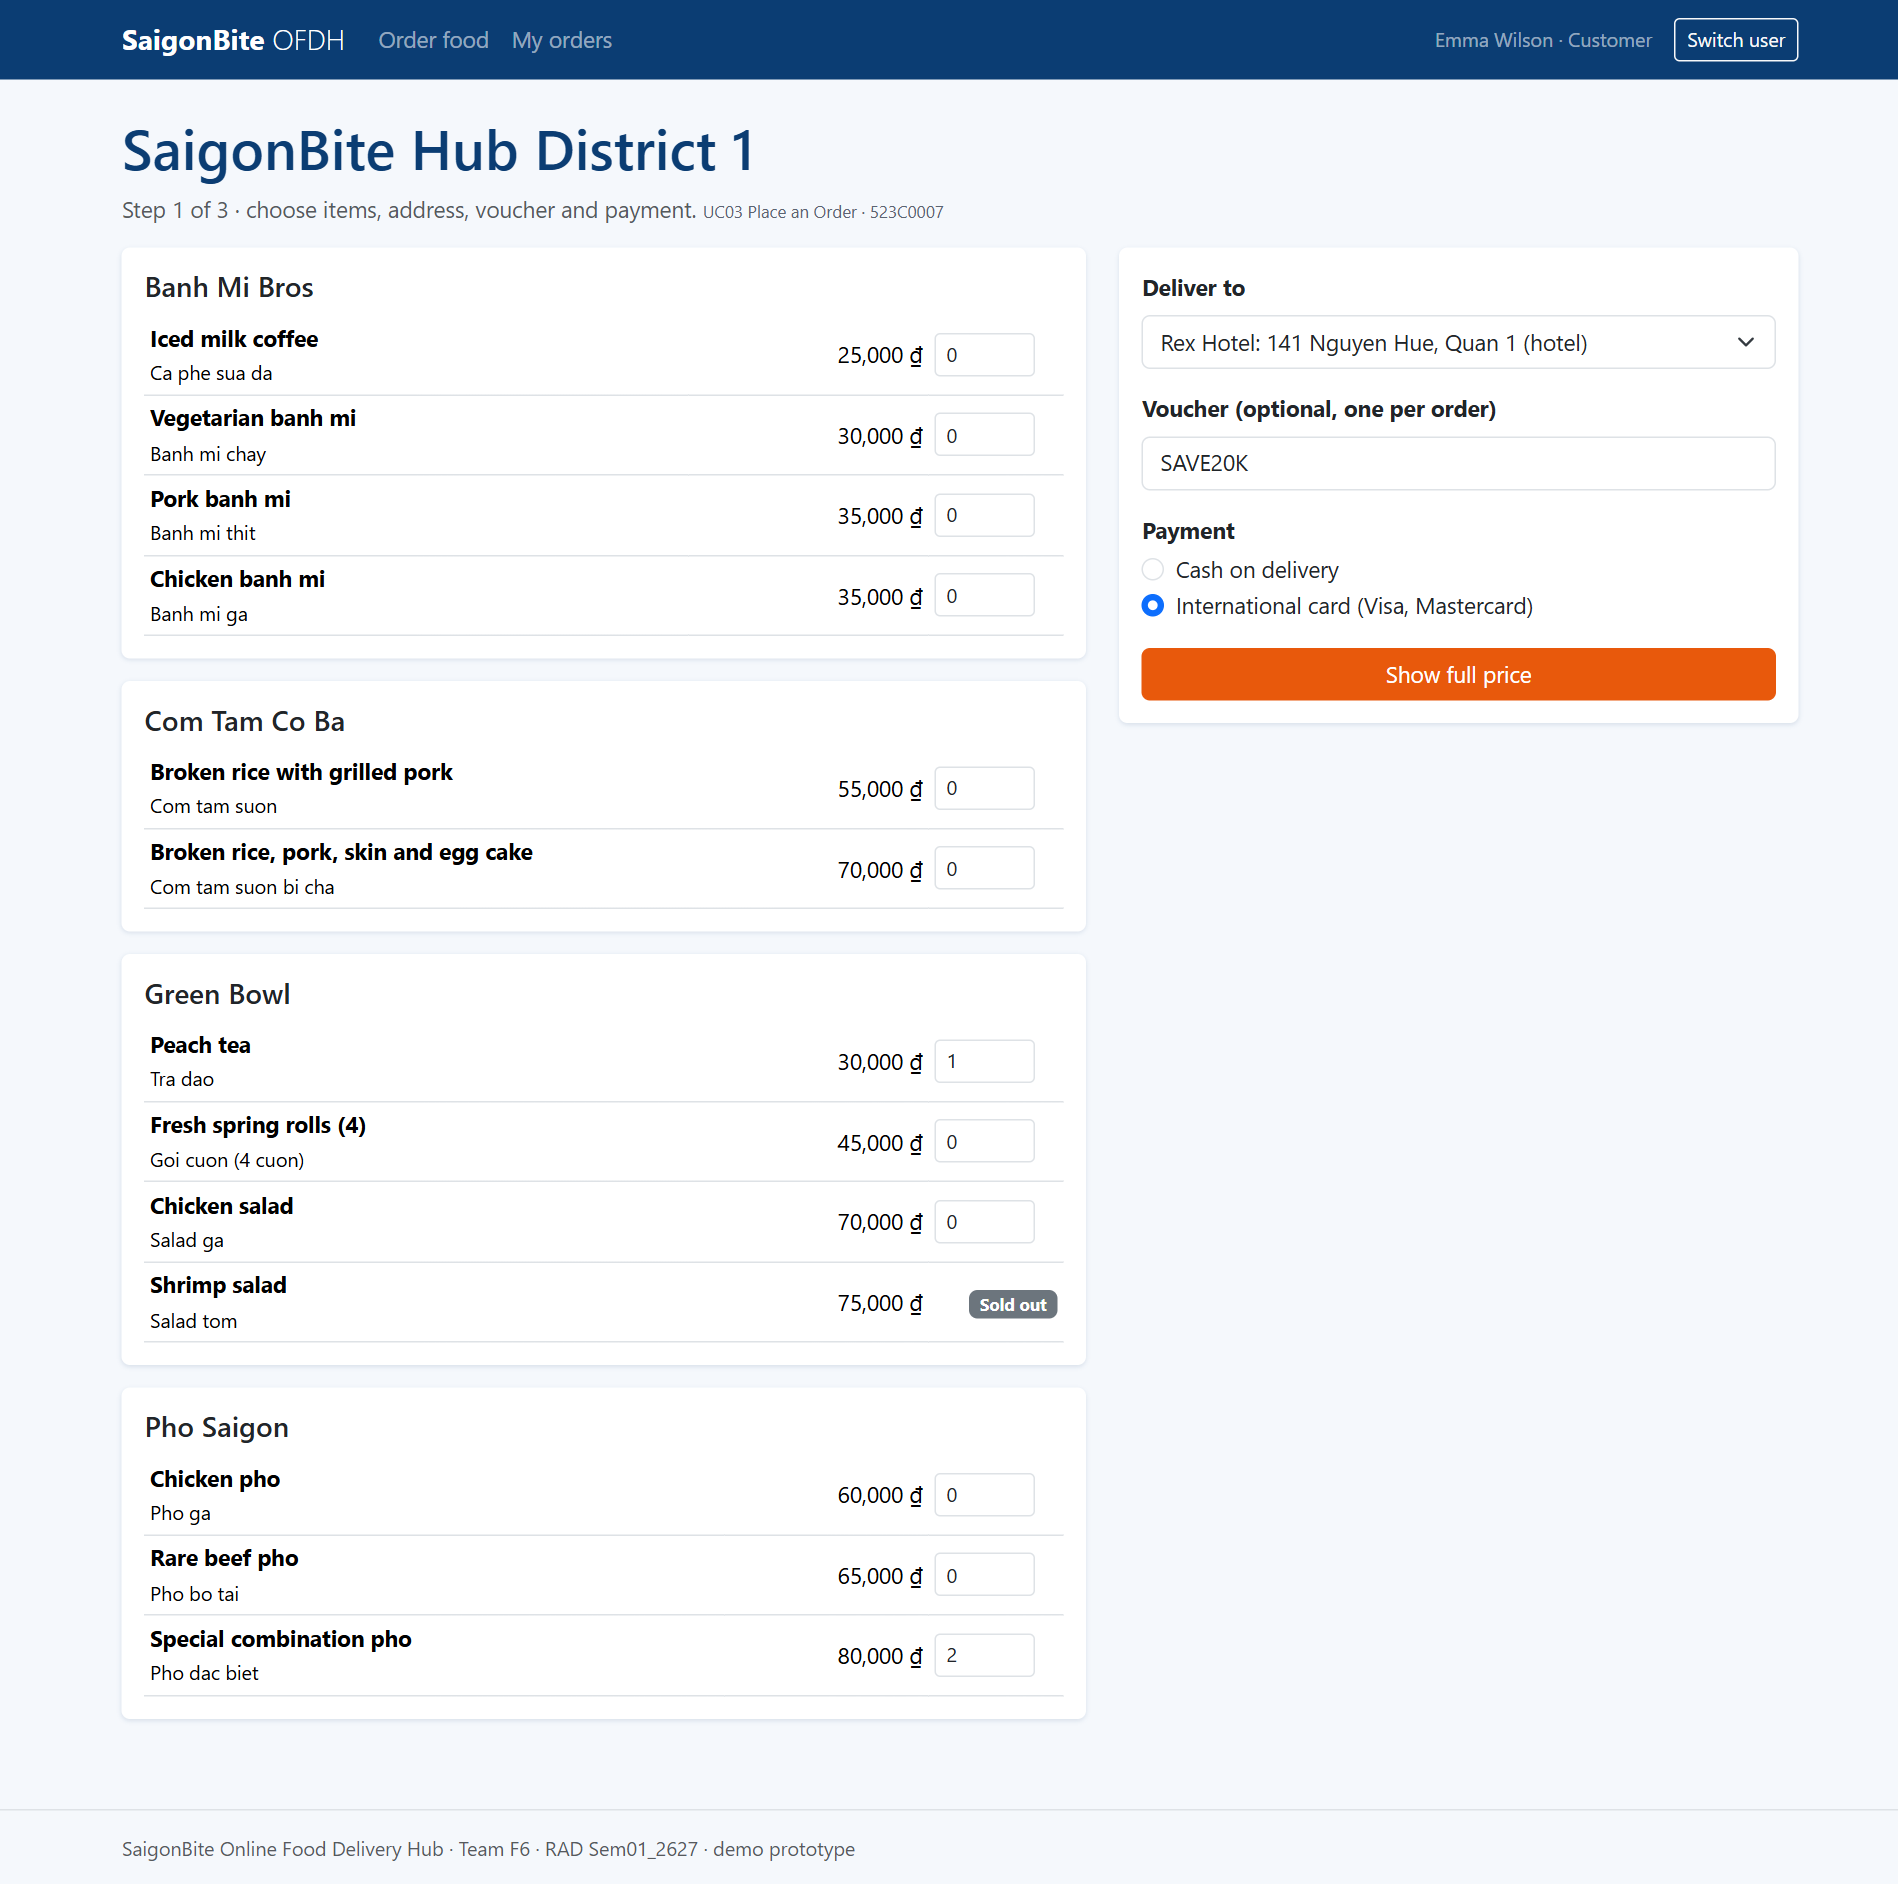 SaigonBite OFDH Order food My orders Emma Wilson · Customer Switch user
SaigonBite Hub District 1
Step 1 of 3 · choose items, address, voucher and payment. UC03 Place an Order · 523C0007
Banh Mi Bros
Iced milk coffee
Ca phe sua da
25,000 ₫ 0
Vegetarian banh mi
Banh mi chay
30,000 ₫ 0
Pork banh mi
Banh mi thit
35,000 ₫ 0
Chicken banh mi
Banh mi ga
35,000 ₫ 0
Com Tam Co Ba
Broken rice with grilled pork
Com tam suon
55,000 ₫ 0
Broken rice, pork, skin and egg cake
Com tam suon bi cha
70,000 ₫ 0
Green Bowl
Peach tea
Tra dao
30,000 ₫ 1
Fresh spring rolls (4)
Goi cuon (4 cuon)
45,000 ₫ 0
Chicken salad
Salad ga
70,000 ₫ 0
Shrimp salad
Salad tom
75,000 ₫ Sold out
Pho Saigon
Chicken pho
Pho ga
60,000 ₫ 0
Rare beef pho
Pho bo tai
65,000 ₫ 0
Special combination pho
Pho dac biet
80,000 ₫ 2
Deliver to
Rex Hotel: 141 Nguyen Hue, Quan 1 (hotel)
Voucher (optional, one per order)
SAVE20K
Payment
Cash on delivery
International card (Visa, Mastercard)
Show full price
SaigonBite Online Food Delivery Hub · Team F6 · RAD Sem01_2627 · demo prototype